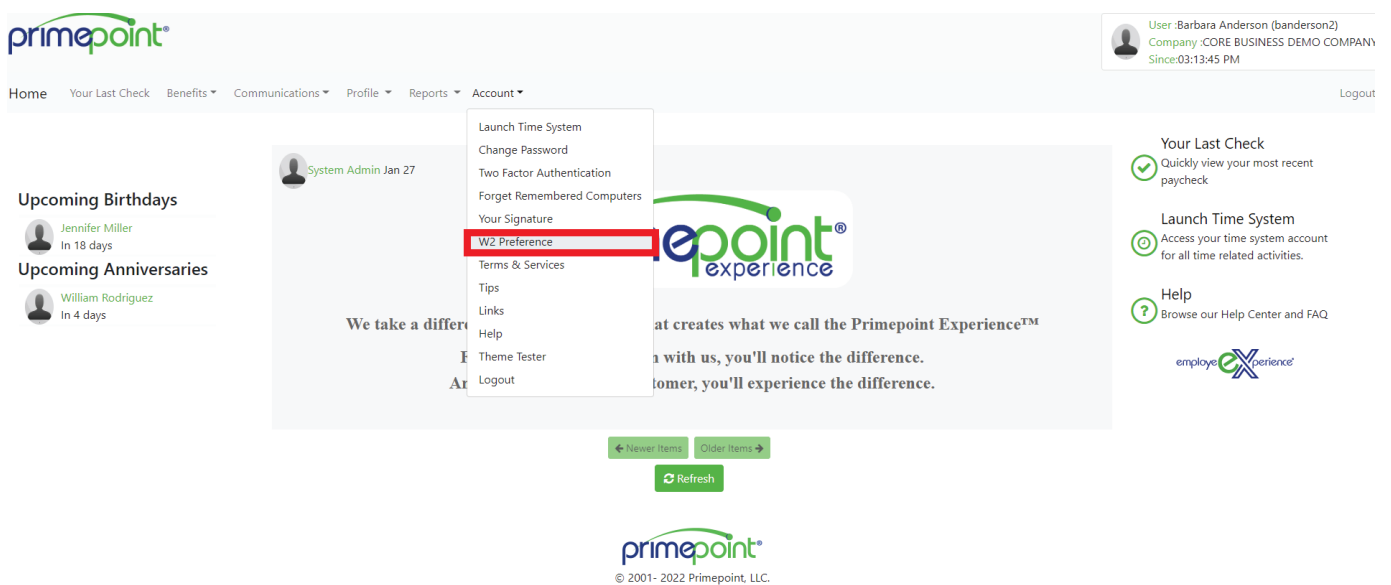 primepoint®
User :Barbara Anderson (banderson2)
Company :CORE BUSINESS DEMO COMPANY
Since:03:13:45 PM
Home Your Last Check Benefits Communications Profile Reports Account Logout
Launch Time System
Change Password
Two Factor Authentication
Forget Remembered Computers
Your Signature
W2 Preference
Terms & Services
Tips
Links
Help
Theme Tester
Logout
Upcoming Birthdays
Jennifer Miller
In 18 days
Upcoming Anniversaries
William Rodriguez
In 4 days
System Admin Jan 27
epoint®
experience
We take a differe at creates what we call the Primepoint Experience™
with us, you'll notice the difference.
tomer, you'll experience the difference.
Newer Items Older Items
Refresh
Your Last Check
Quickly view your most recent
paycheck
Launch Time System
Access your time system account
for all time related activities.
Help
Browse our Help Center and FAQ
employe eXperience
primepoint®
© 2001- 2022 Primepoint, LLC.